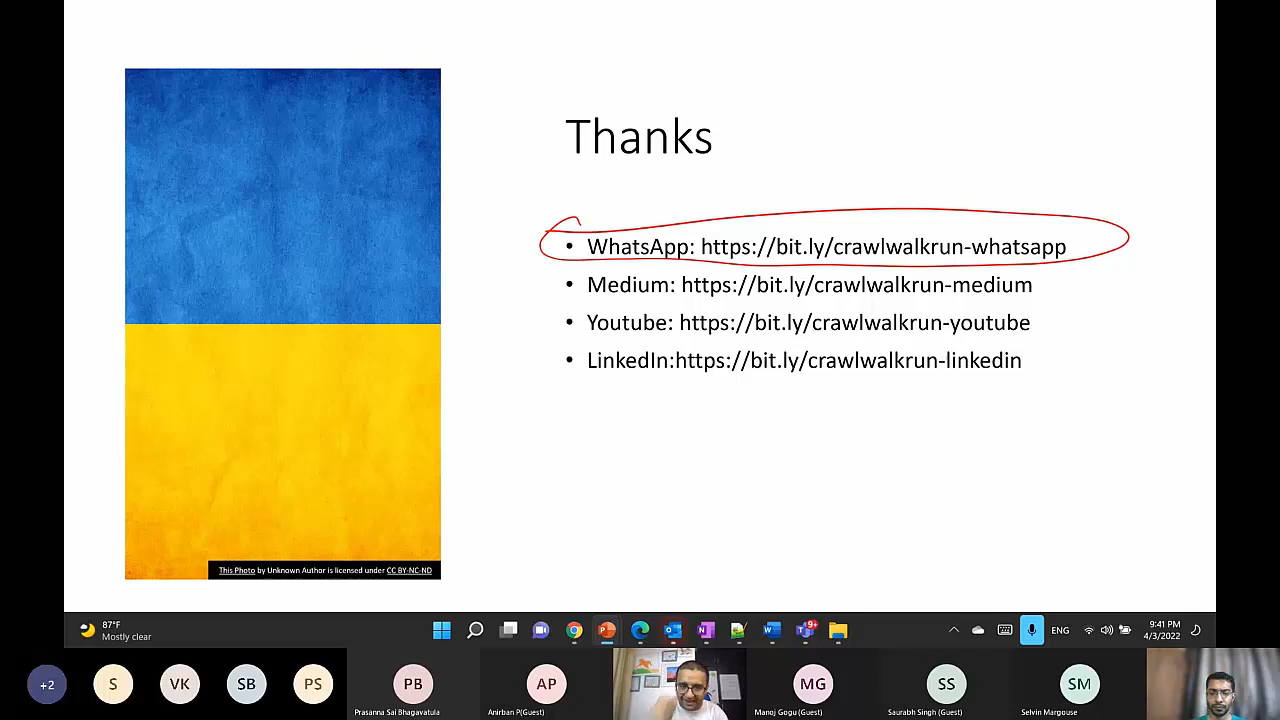 Thanks
• WhatsApp: https://bit.ly/crawlwalkrun-whatsapp
• Medium: https://bit.ly/crawlwalkrun-medium
• Youtube: https://bit.ly/crawlwalkrun-youtube
• LinkedIn:https://bit.ly/crawlwalkrun-linkedin
This Photo by Unknown Author is licensed under CC BY-NC-ND
87°F
Mostly clear
9+
ENG
9:41 PM
4/3/2022
+2
S
VK
SB
PS
PB
AP
MG
SS
SM
Prasanna Sai Bhagavatula
Anirban P(Guest)
Manoj Gogu (Guest)
Saurabh Singh (Guest)
Selvin Margouse